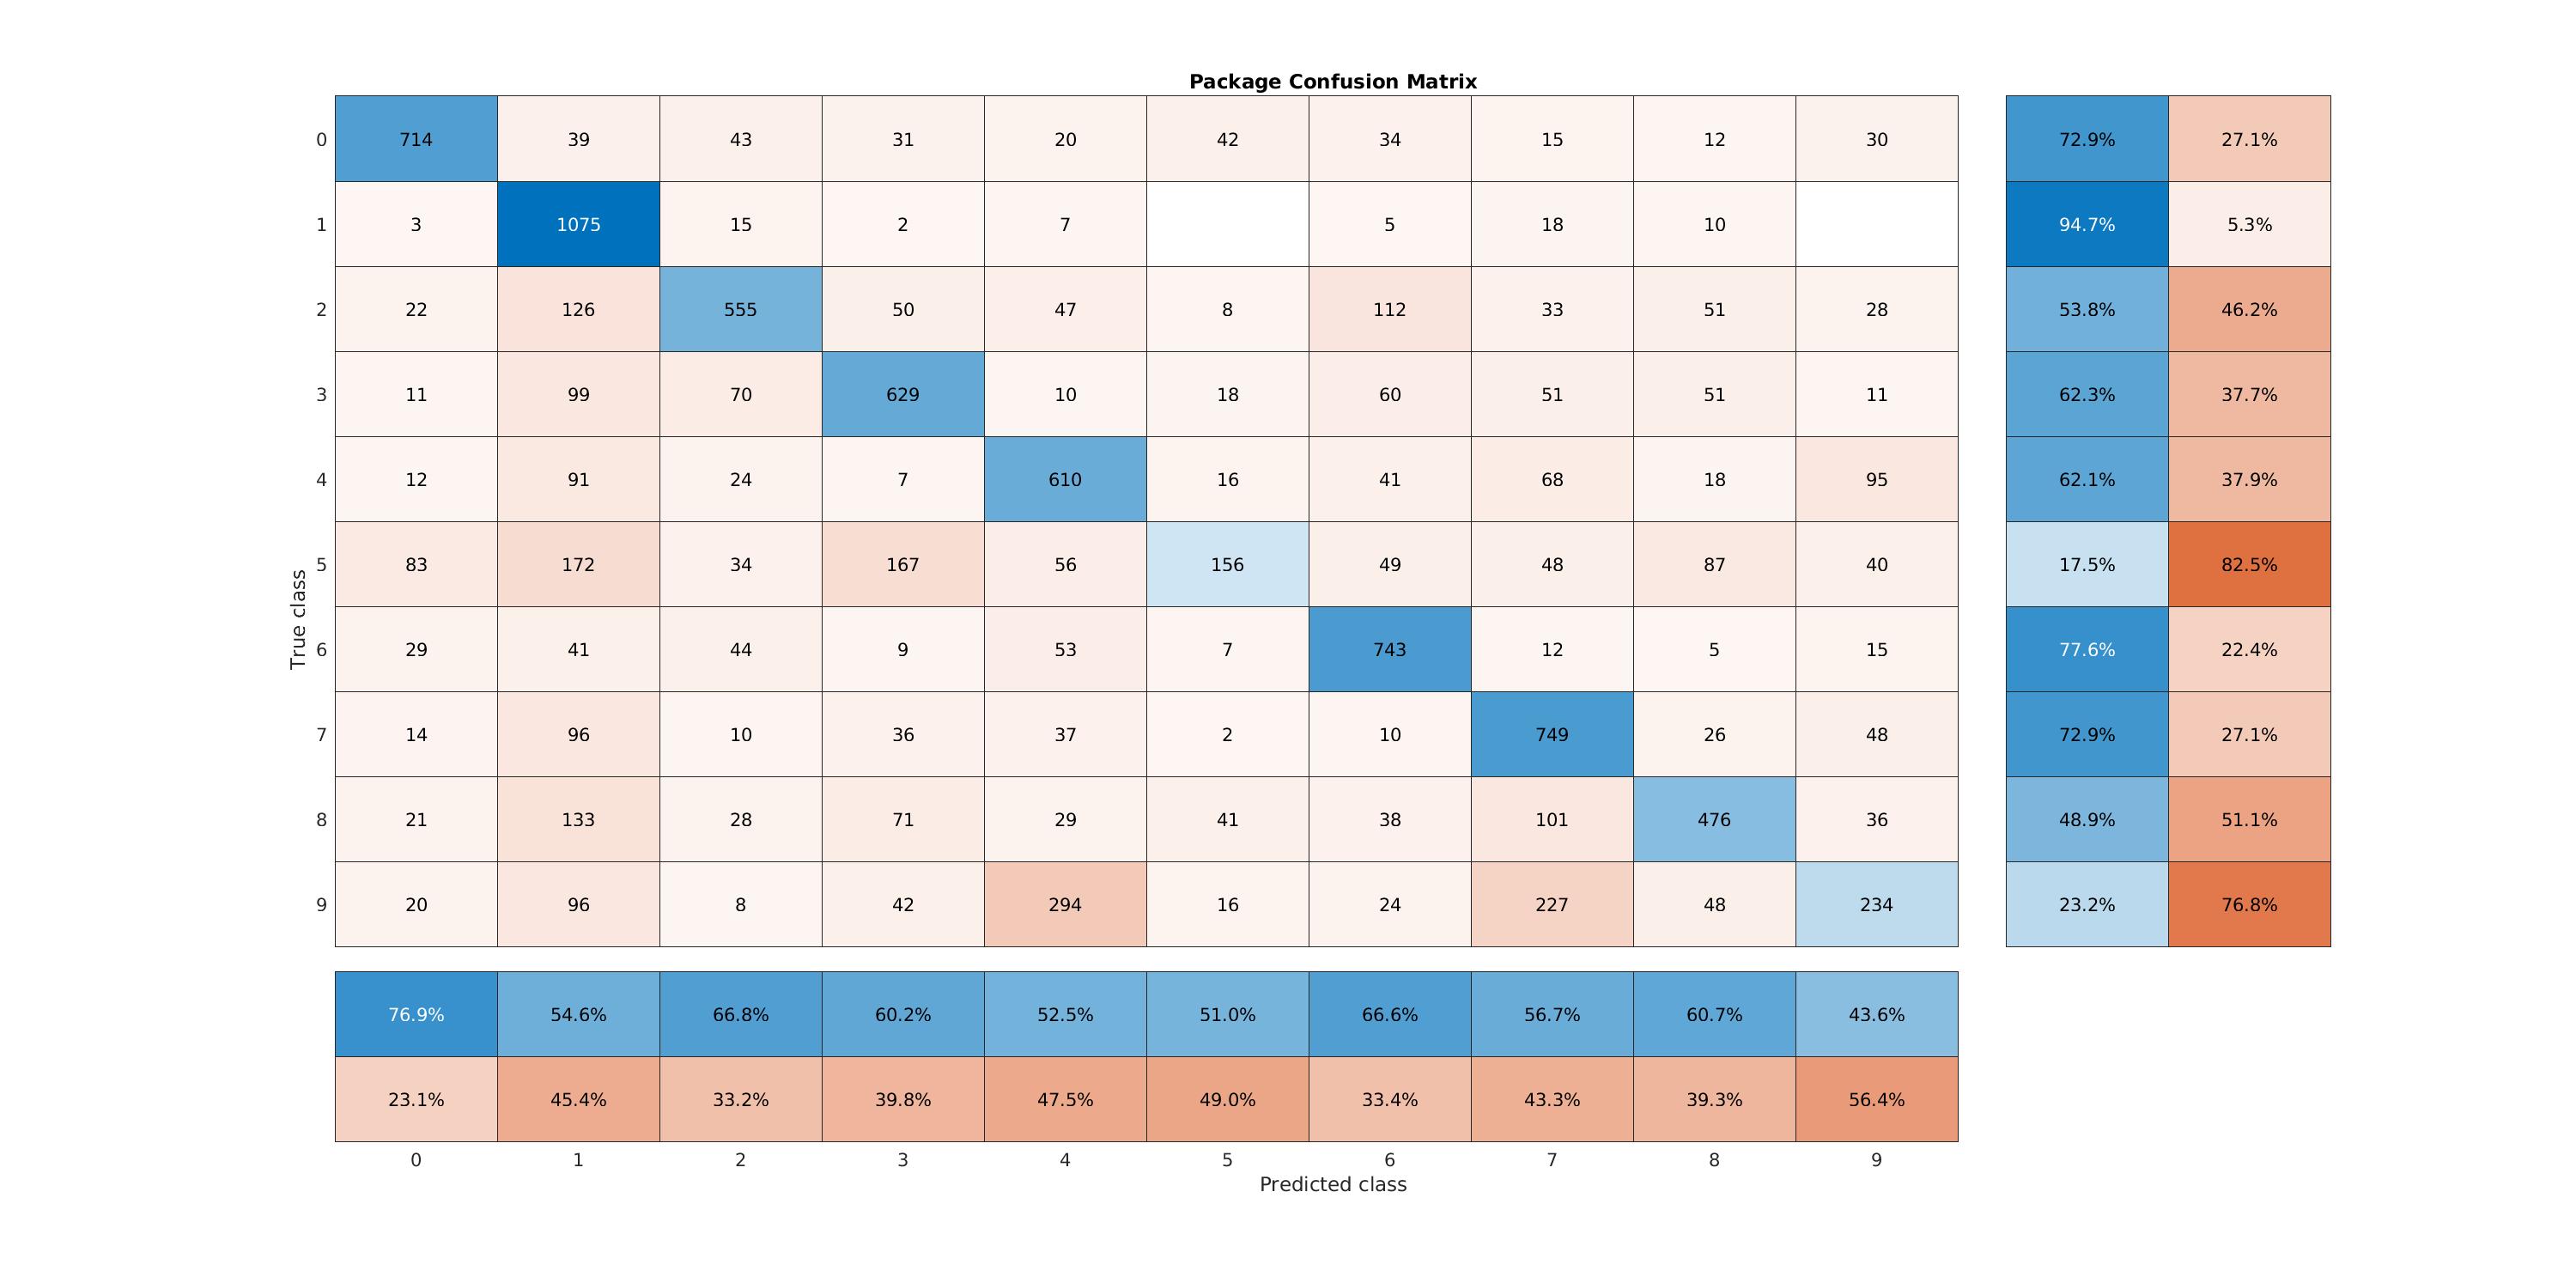 Package Confusion Matrix
0 714 39 43 31 20 42 34 15 12 30 72.9% 27.1%
1 3 1075 15 2 7 5 18 10 94.7% 5.3%
2 22 126 555 50 47 8 112 33 51 28 53.8% 46.2%
3 11 99 70 629 10 18 60 51 51 11 62.3% 37.7%
4 12 91 24 7 610 16 41 68 18 95 62.1% 37.9%
5 83 172 34 167 56 156 49 48 87 40 17.5% 82.5%
True class
6 29 41 44 9 53 7 743 12 5 15 77.6% 22.4%
7 14 96 10 36 37 2 10 749 26 48 72.9% 27.1%
8 21 133 28 71 29 41 38 101 476 36 48.9% 51.1%
9 20 96 8 42 294 16 24 227 48 234 23.2% 76.8%
76.9% 54.6% 66.8% 60.2% 52.5% 51.0% 66.6% 56.7% 60.7% 43.6%
23.1% 45.4% 33.2% 39.8% 47.5% 49.0% 33.4% 43.3% 39.3% 56.4%
0 1 2 3 4 5 6 7 8 9
Predicted class